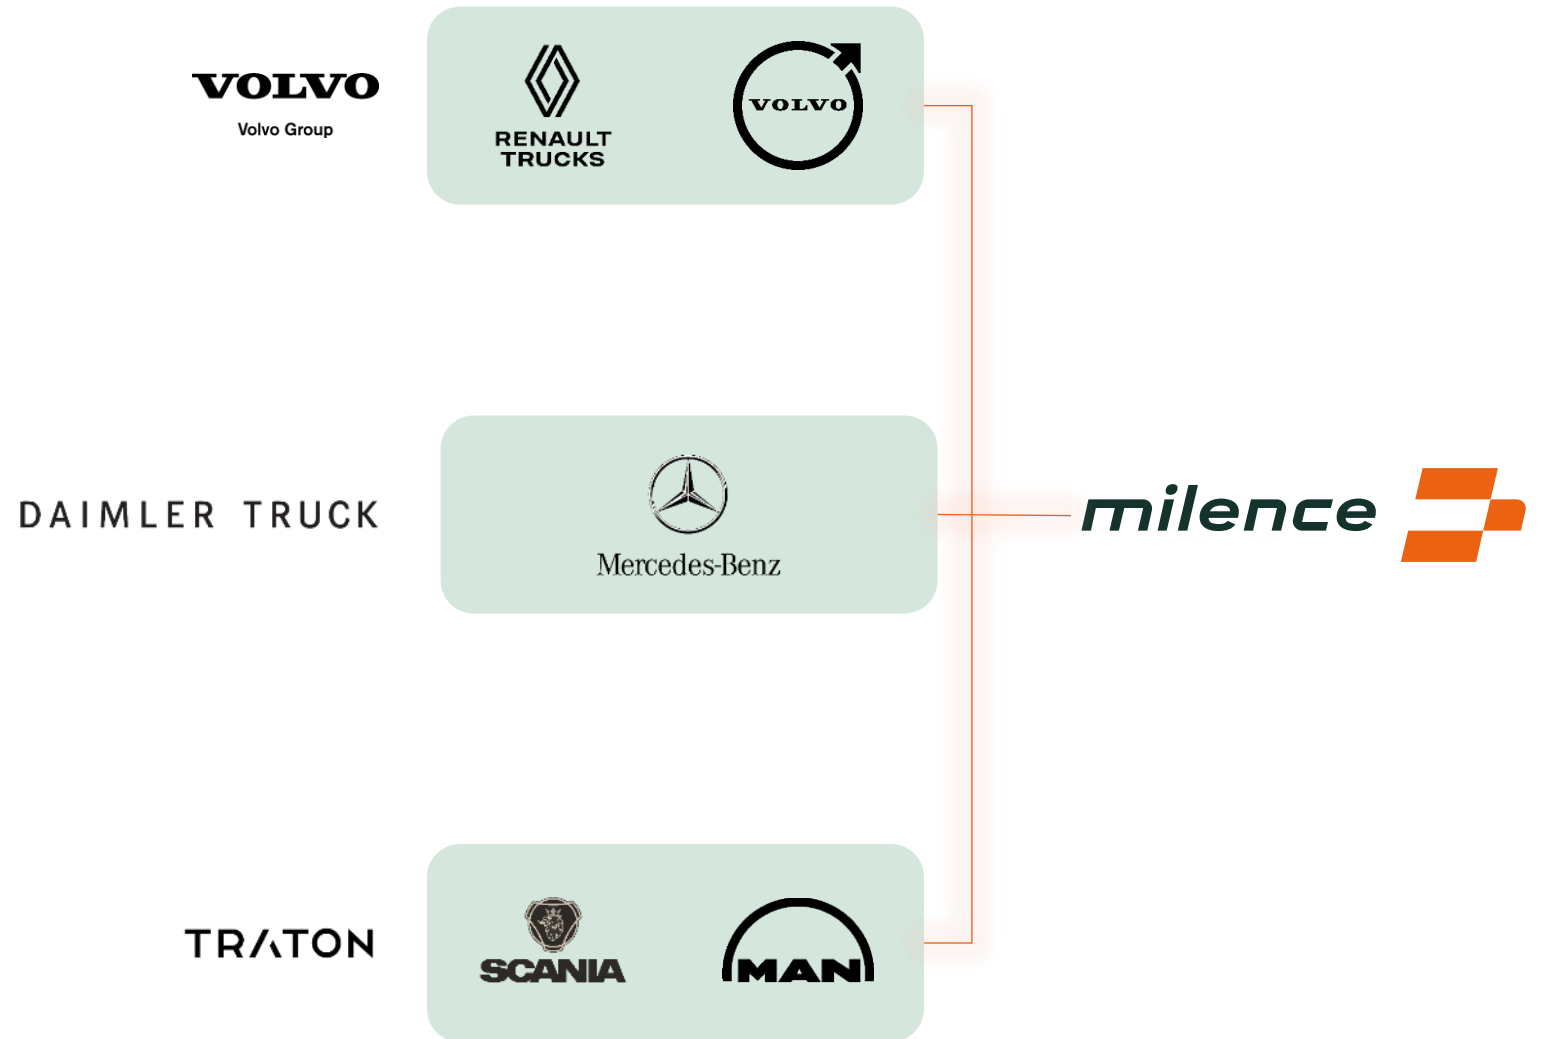 VOLVO
Volvo Group
RENAULT
TRUCKS
VOLVO
DAIMLER TRUCK
Mercedes-Benz
milence
TRATON
SCANIA
MAN